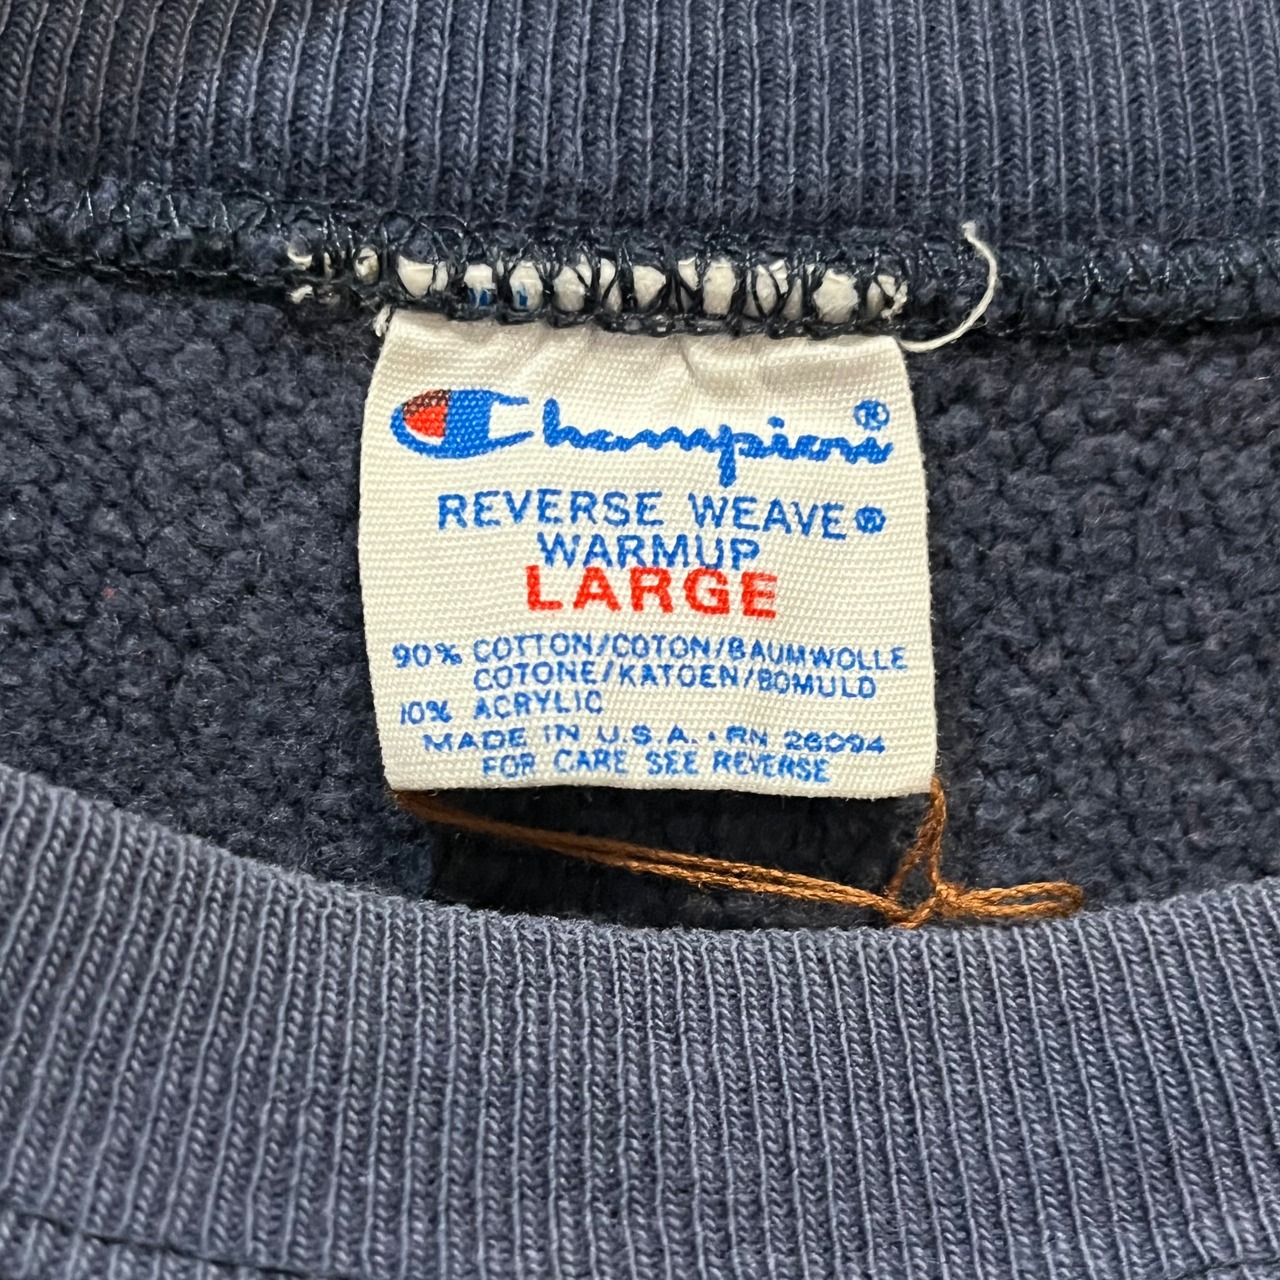 Champion®
REVERSE WEAVE®
WARMUP
LARGE
90% COTTON/COTON/BAUMWOLLE
COTONE/KATOEN/BOMULD
10% ACRYLIC
MADE IN U.S.A. · RN 26094
FOR CARE SEE REVERSE